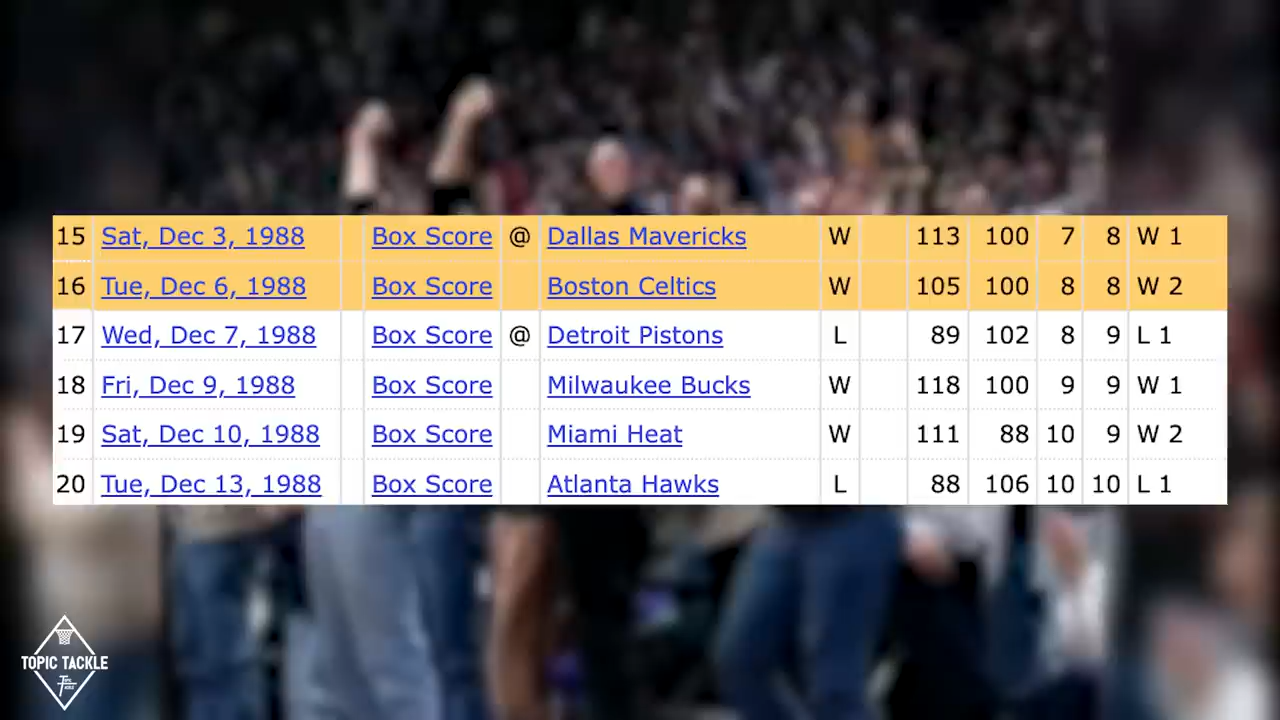 15 Sat, Dec 3, 1988 Box Score @ Dallas Mavericks W 113 100 7 8 W 1
16 Tue, Dec 6, 1988 Box Score Boston Celtics W 105 100 8 8 W 2
17 Wed, Dec 7, 1988 Box Score @ Detroit Pistons L 89 102 8 9 L 1
18 Fri, Dec 9, 1988 Box Score Milwaukee Bucks W 118 100 9 9 W 1
19 Sat, Dec 10, 1988 Box Score Miami Heat W 111 88 10 9 W 2
20 Tue, Dec 13, 1988 Box Score Atlanta Hawks L 88 106 10 10 L 1
TOPIC TACKLE